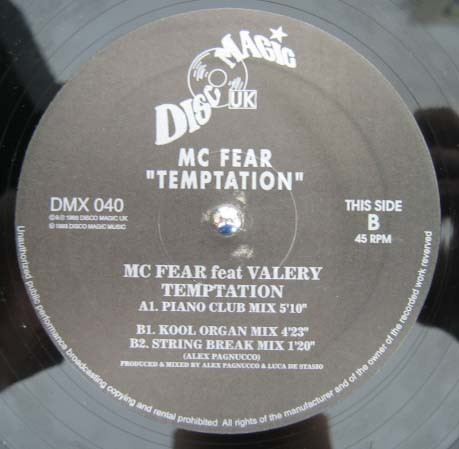 DISCO MAGIC
UK
MC FEAR
"TEMPTATION"
DMX 040
THIS SIDE
B
45 RPM
DISCO MAGIC UK
DISCO MAGIC MUSIC
MC FEAR feat VALERY
TEMPTATION
A1. PIANO CLUB MIX 5'10"
B1. KOOL ORGAN MIX 4'23"
B2. STRING BREAK MIX 1'20"
(ALEX PAGNUCCO)
PRODUCED & MIXED BY ALEX PAGNUCCO & LUCA DE STASIO
Unauthorized public performance broadcasting copying and rental prohibited All rights of the manufacturer and of the owner of the recorded work reserved